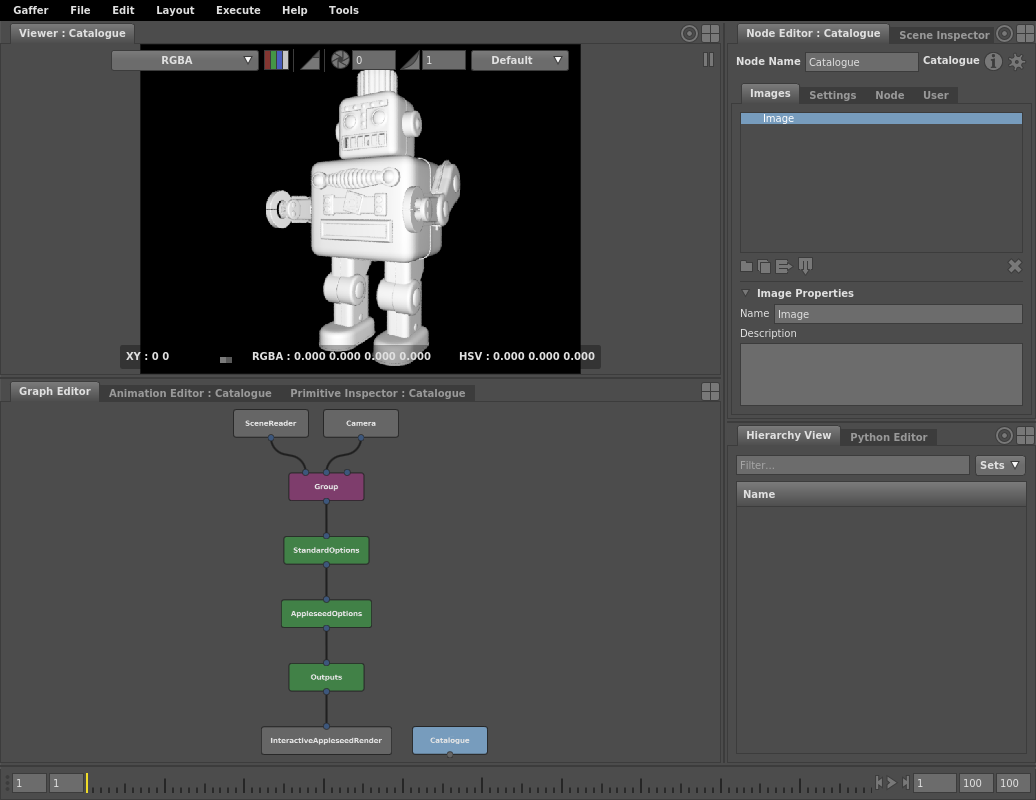 Gaffer File Edit Layout Execute Help Tools
Viewer : Catalogue
RGBA 0 1 Default
XY : 0 0 RGBA : 0.000 0.000 0.000 0.000 HSV : 0.000 0.000 0.000
Graph Editor Animation Editor : Catalogue Primitive Inspector : Catalogue
SceneReader Camera
Group
StandardOptions
AppleseedOptions
Outputs
InteractiveAppleseedRender Catalogue
Node Editor : Catalogue Scene Inspector
Node Name Catalogue Catalogue
Images Settings Node User
Image
Image Properties
Name Image
Description
Hierarchy View Python Editor
Filter... Sets
Name
1 1 1 100 100